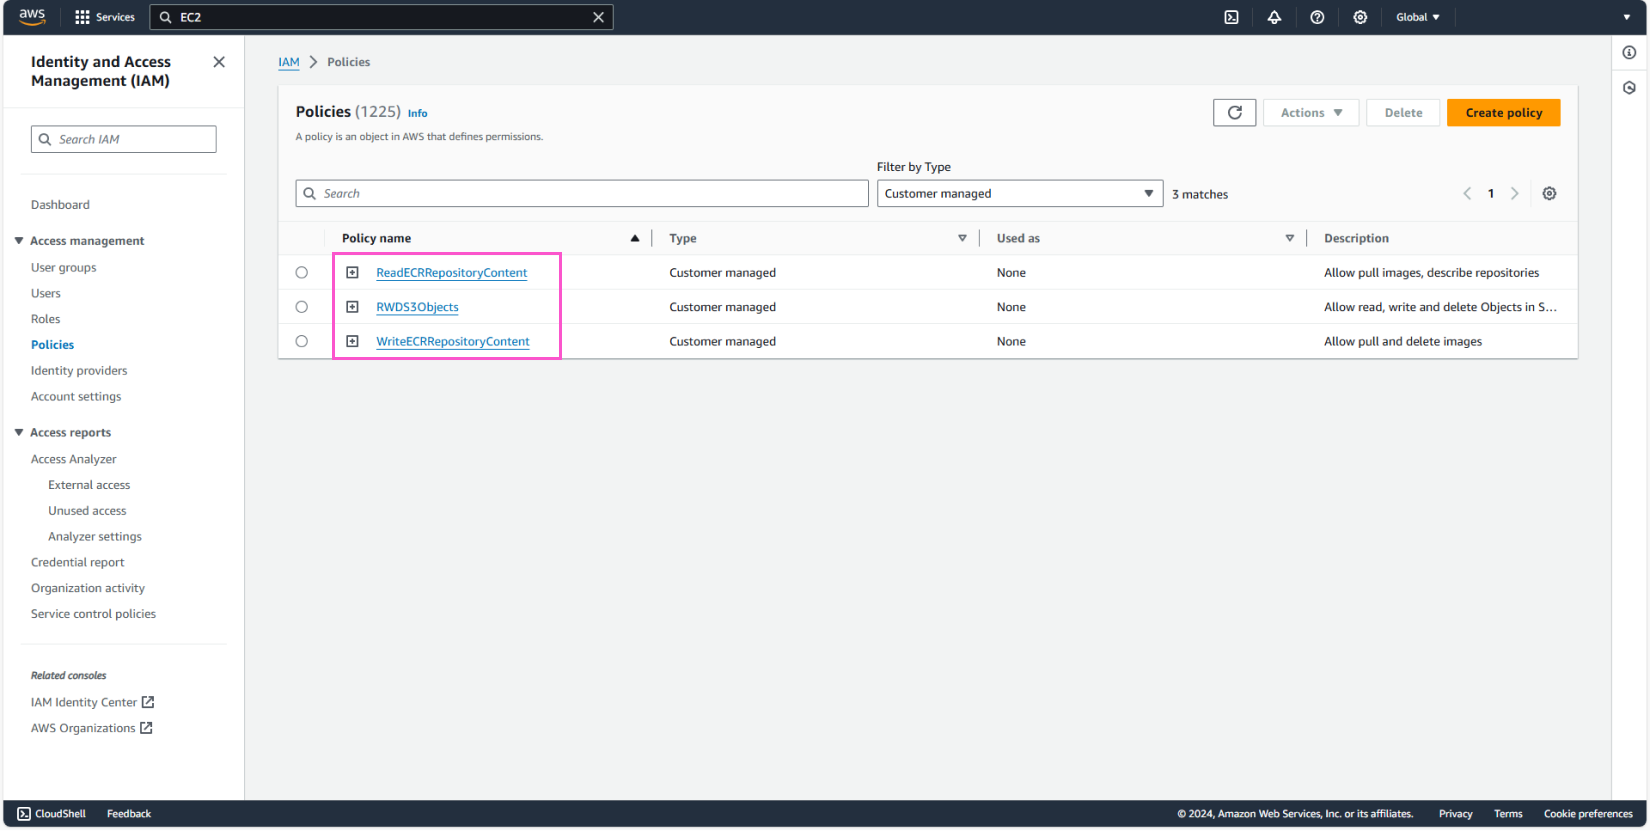 aws
Services
EC2
Global
Identity and Access
Management (IAM)
Search IAM
Dashboard
Access management
User groups
Users
Roles
Policies
Identity providers
Account settings
Access reports
Access Analyzer
External access
Unused access
Analyzer settings
Credential report
Organization activity
Service control policies
Related consoles
IAM Identity Center
AWS Organizations
IAM > Policies
Policies (1225) Info
A policy is an object in AWS that defines permissions.
Actions
Delete
Create policy
Filter by Type
Search
Customer managed
3 matches
1
Policy name Type Used as Description
ReadECRRepositoryContent Customer managed None Allow pull images, describe repositories
RWDS3Objects Customer managed None Allow read, write and delete Objects in S...
WriteECRRepositoryContent Customer managed None Allow pull and delete images
CloudShell Feedback © 2024, Amazon Web Services, Inc. or its affiliates. Privacy Terms Cookie preferences